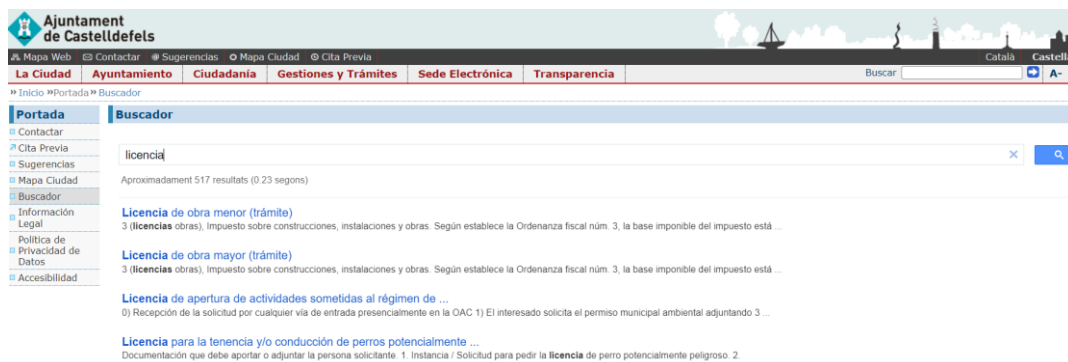 Ajuntament
de Castelldefels
Mapa Web Contactar Sugerencias Mapa Ciudad Cita Previa Català Castell
La Ciudad Ayuntamiento Ciudadanía Gestiones y Trámites Sede Electrónica Transparencia Buscar A-
»Inicio »Portada» Buscador
Portada
Contactar
Cita Previa
Sugerencias
Mapa Ciudad
Buscador
Información
Legal
Política de
Privacidad de
Datos
Accesibilidad
Buscador
licencia
Aproximadament 517 resultats (0.23 segons)
Licencia de obra menor (trámite)
3 (licencias obras), Impuesto sobre construcciones, instalaciones y obras. Según establece la Ordenanza fiscal núm. 3, la base imponible del impuesto está ...
Licencia de obra mayor (trámite)
3 (licencias obras), Impuesto sobre construcciones, instalaciones y obras. Según establece la Ordenanza fiscal núm. 3, la base imponible del impuesto está ...
Licencia de apertura de actividades sometidas al régimen de ...
0) Recepción de la solicitud por cualquier vía de entrada presencialmente en la OAC 1) El interesado solicita el permiso municipal ambiental adjuntando 3 ...
Licencia para la tenencia y/o conducción de perros potencialmente ...
Documentación que debe aportar o adjuntar la persona solicitante. 1. Instancia / Solicitud para pedir la licencia de perro potencialmente peligroso. 2.